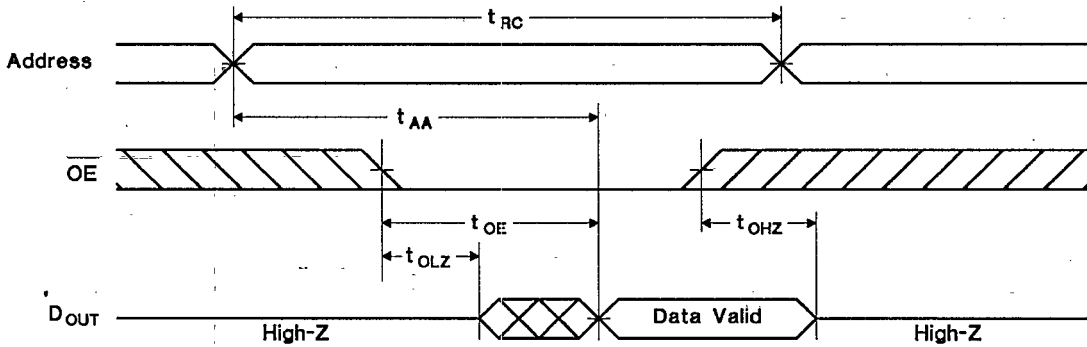 t RC
Address
t AA
OE
t OE
t OHZ
t OLZ
D OUT
High-Z
Data Valid
High-Z